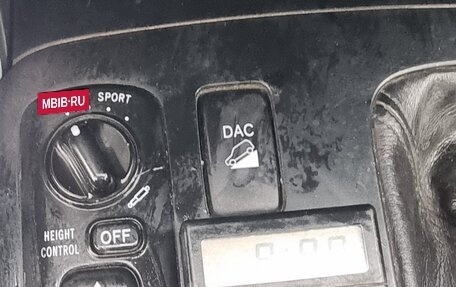 MBIB·RU
SPORT
DAC
HEIGHT
CONTROL
OFF